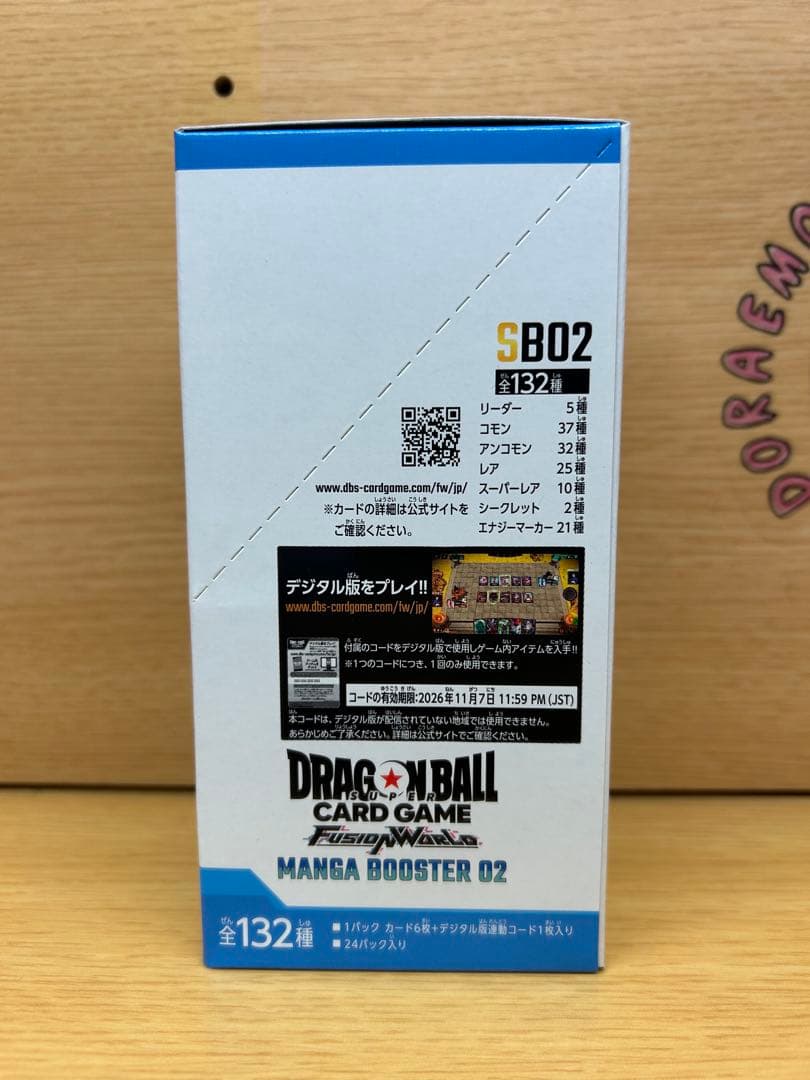 SB02
全132種
リーダー 5種
コモン 37種
アンコモン 32種
レア 25種
スーパーレア 10種
シークレット 2種
エナジーマーカー 21種
www.dbs-cardgame.com/fw/jp/
※カードの詳細は公式サイトを
ご確認ください。
デジタル版をプレイ!!
www.dbs-cardgame.com/fw/jp/
付属のコードをデジタル版で使用しゲーム内アイテムを入手!!
※1つのコードにつき、1回のみ使用できます。
コードの有効期限:2026年11月7日 11:59 PM (JST)
本コードは、デジタル版が配信されていない地域では使用できません。
あらかじめご了承ください。詳細は公式サイトでご確認ください。
DRAGON BALL
SUPER
CARD GAME
FUSION WORLD
MANGA BOOSTER 02
全132種
■1パック カード6枚+デジタル版連動コード1枚入り
■24パック入り
DORAEMO